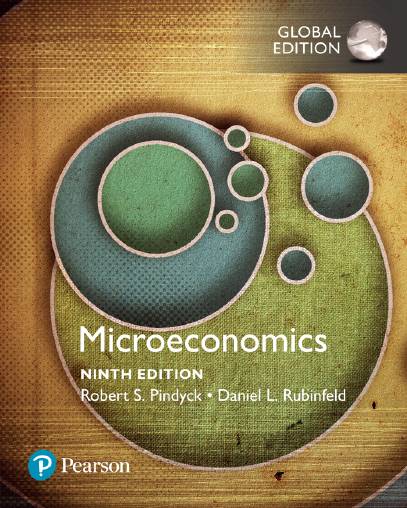 GLOBAL
EDITION
Microeconomics
NINTH EDITION
Robert S. Pindyck • Daniel L. Rubinfeld
P Pearson